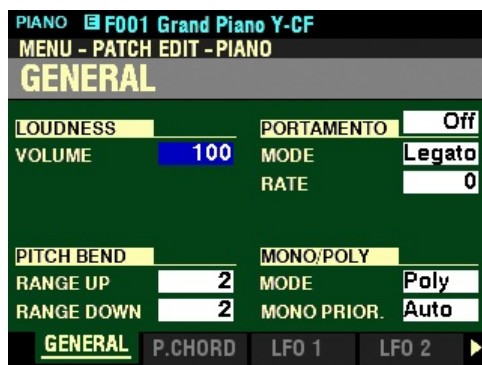 PIANO E F001 Grand Piano Y-CF
MENU - PATCH EDIT - PIANO
GENERAL
LOUDNESS
VOLUME 100
PORTAMENTO Off
MODE Legato
RATE 0
PITCH BEND
RANGE UP 2
RANGE DOWN 2
MONO/POLY
MODE Poly
MONO PRIOR. Auto
GENERAL P.CHORD LFO 1 LFO 2